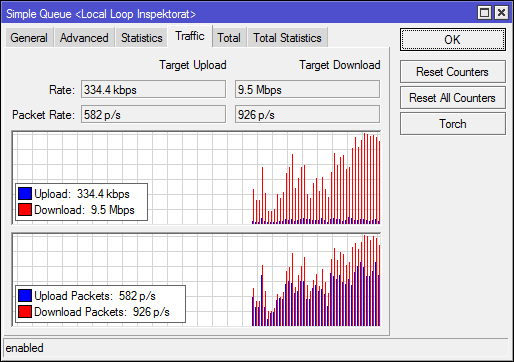 Simple Queue <Local Loop Inspektorat>
General Advanced Statistics Traffic Total Total Statistics
OK
Target Upload Target Download
Reset Counters
Rate: 334.4 kbps 9.5 Mbps
Reset All Counters
Packet Rate: 582 p/s 926 p/s
Torch
Upload: 334.4 kbps
Download: 9.5 Mbps
Upload Packets: 582 p/s
Download Packets: 926 p/s
enabled